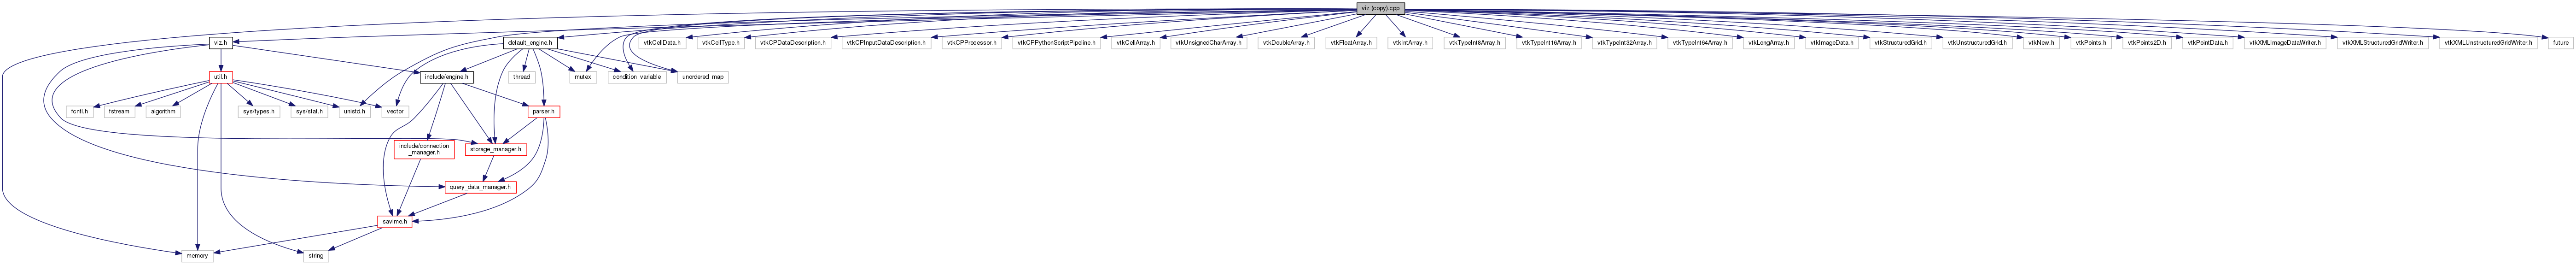 viz (copy).cpp
viz.h
default_engine.h
vtkCellData.h
vtkCellType.h
vtkCPDataDescription.h
vtkCPInputDataDescription.h
vtkCPProcessor.h
vtkCPPythonScriptPipeline.h
vtkCellArray.h
vtkUnsignedCharArray.h
vtkDoubleArray.h
vtkFloatArray.h
vtkIntArray.h
vtkTypeInt8Array.h
vtkTypeInt16Array.h
vtkTypeInt32Array.h
vtkTypeInt64Array.h
vtkLongArray.h
vtkImageData.h
vtkStructuredGrid.h
vtkUnstructuredGrid.h
vtkNew.h
vtkPoints.h
vtkPoints2D.h
vtkPointData.h
vtkXMLImageDataWriter.h
vtkXMLStructuredGridWriter.h
vtkXMLUnstructuredGridWriter.h
future
util.h
include/engine.h
thread
mutex
condition_variable
unordered_map
fcntl.h
fstream
algorithm
sys/types.h
sys/stat.h
unistd.h
vector
parser.h
include/connection
_manager.h
storage_manager.h
query_data_manager.h
savime.h
memory
string